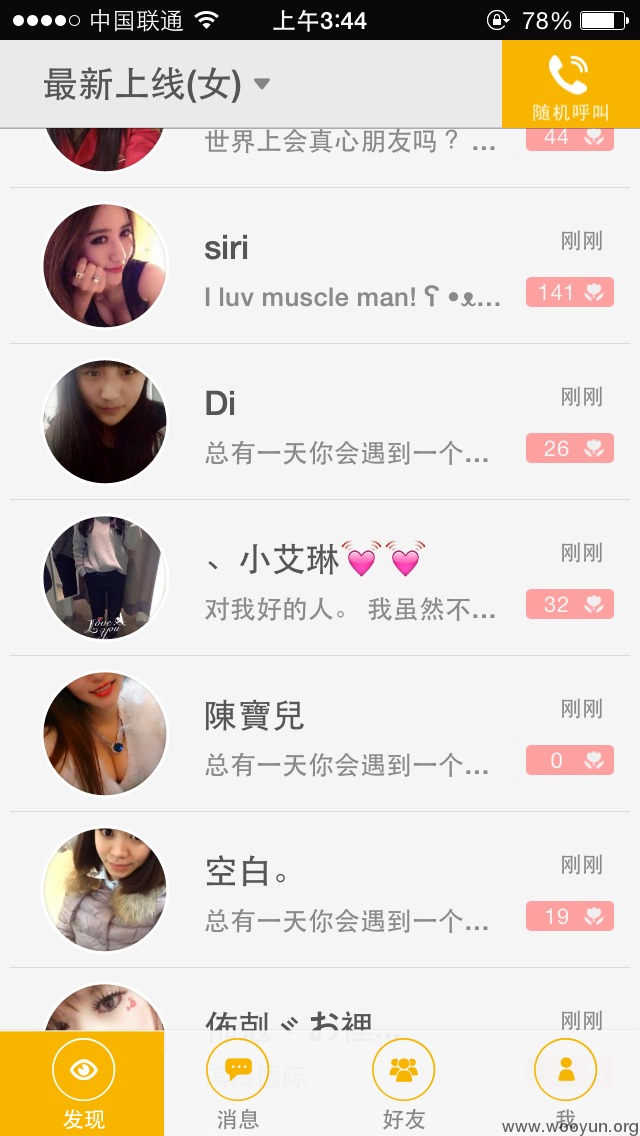 中国联通 上午3:44 78%
最新上线(女)
随机呼叫
世界上会真心朋友吗？ ... 44
siri 刚刚
I luv muscle man! ʕ •ᴥ... 141
Di 刚刚
总有一天你会遇到一个... 26
、小艾琳💓💓 刚刚
对我好的人。 我虽然不... 32
Love you
陳寶兒 刚刚
总有一天你会遇到一个... 0
空白。 刚刚
总有一天你会遇到一个... 19
刚刚
发现 消息 好友 我
www.wooyun.org